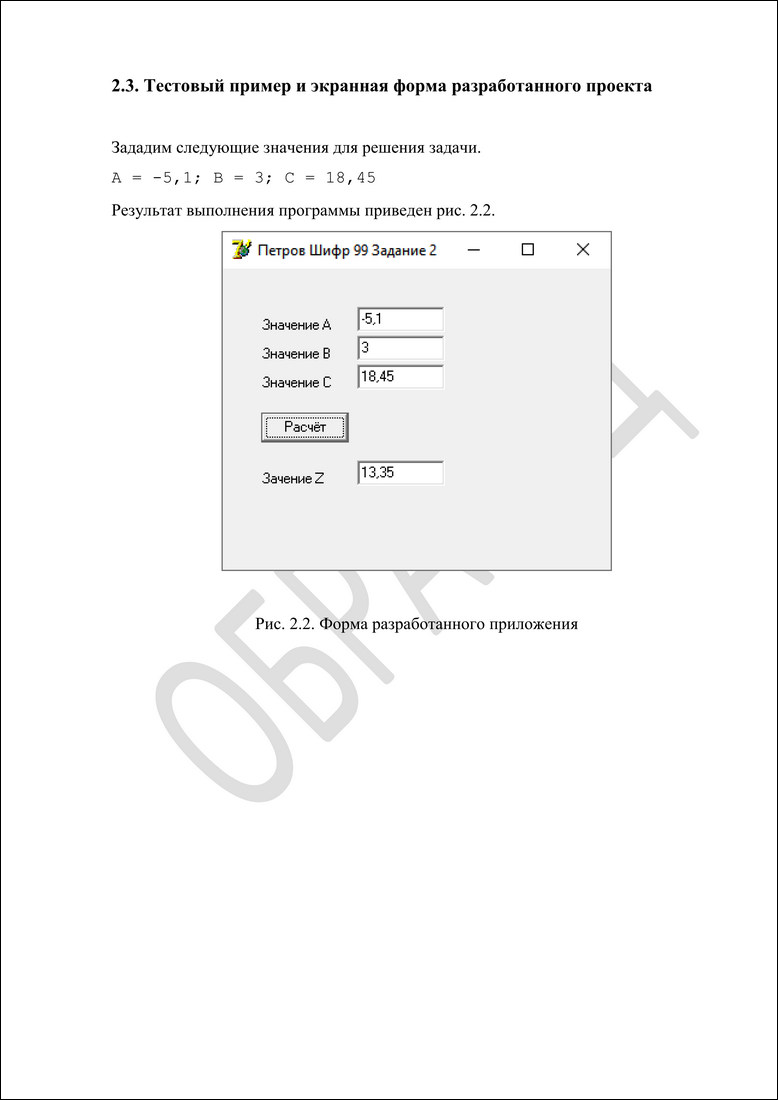 2.3. Тестовый пример и экранная форма разработанного проекта
Зададим следующие значения для решения задачи.
A = -5,1; B = 3; C = 18,45
Результат выполнения программы приведен рис. 2.2.
Петров Шифр 99 Задание 2
Значение A
-5,1
Значение B
3
Значение C
18,45
Расчёт
Зачение Z
13,35
Рис. 2.2. Форма разработанного приложения
ОБРАЗЕЦ